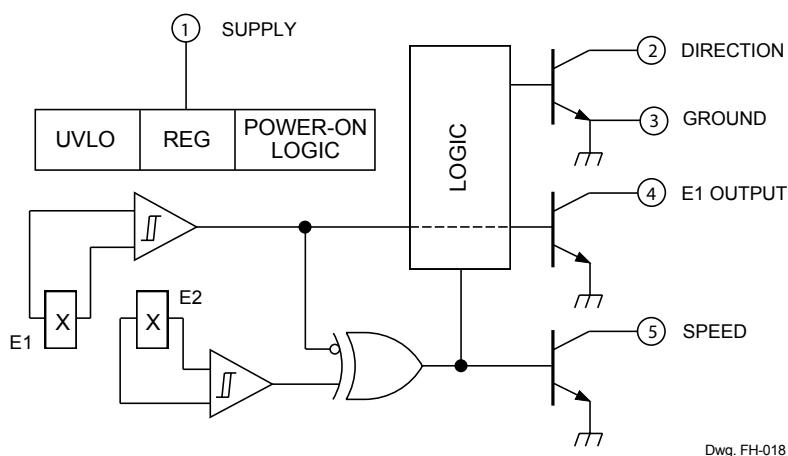 1 SUPPLY
2 DIRECTION
UVLO
REG
POWER-ON
LOGIC
LOGIC
3 GROUND
4 E1 OUTPUT
X
E1
X
E2
5 SPEED
Dwg. FH-018